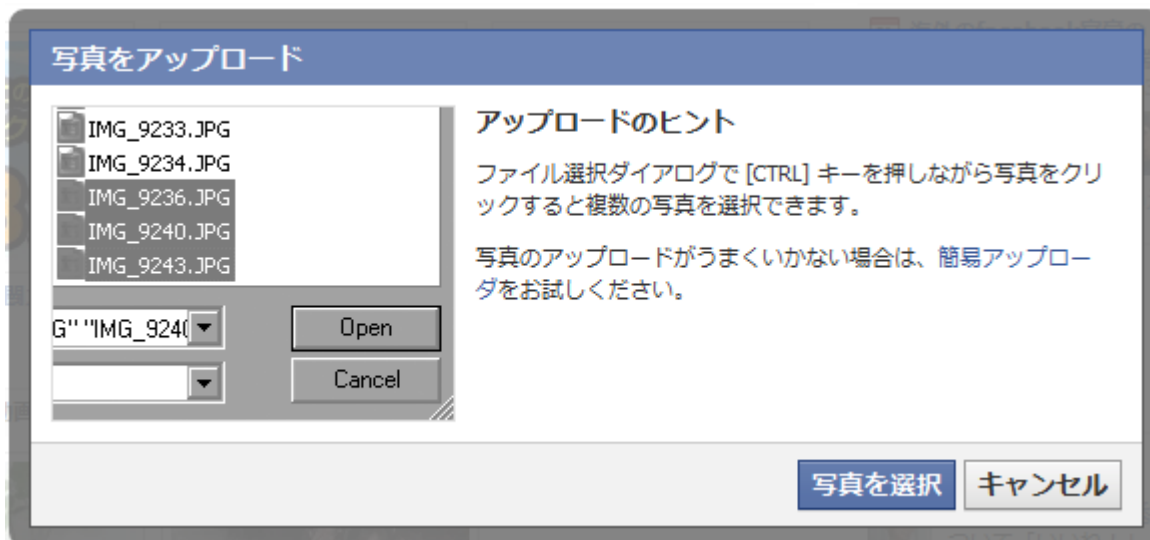 写真をアップロード
IMG_9233.JPG
IMG_9234.JPG
IMG_9236.JPG
IMG_9240.JPG
IMG_9243.JPG
G" "IMG_924(
Open
Cancel
アップロードのヒント
ファイル選択ダイアログで [CTRL] キーを押しながら写真をクリ
ックすると複数の写真を選択できます。
写真のアップロードがうまくいかない場合は、簡易アップロー
ダをお試しください。
写真を選択
キャンセル